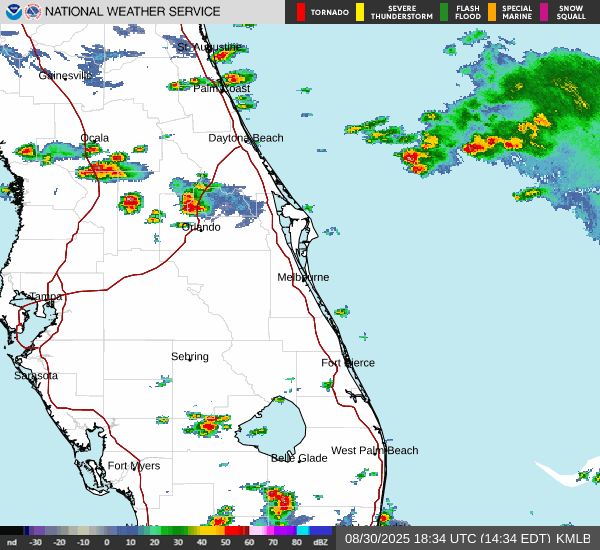 NATIONAL WEATHER SERVICE
TORNADO
SEVERE THUNDERSTORM
FLASH FLOOD
SPECIAL MARINE
SNOW SQUALL
St. Augustine
Gainesville
Palm Coast
Ocala
Daytona Beach
Orlando
Melbourne
Tampa
Sebring
Fort Pierce
Sarasota
West Palm Beach
Belle Glade
Fort Myers
nd -30 -20 -10 0 10 20 30 40 50 60 70 80 dBZ
08/30/2025 18:34 UTC (14:34 EDT) KMLB